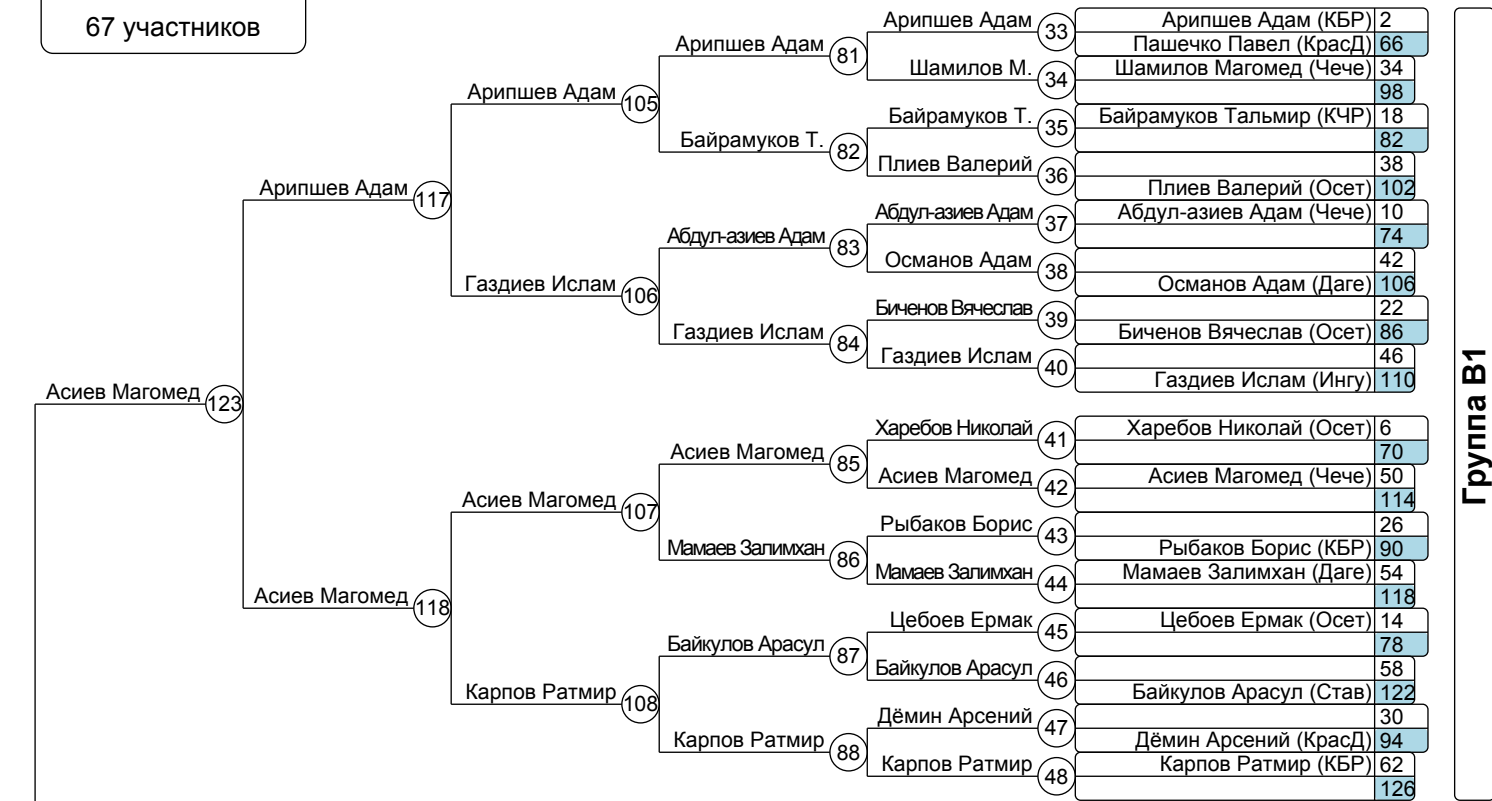 67 участников
Арипшев Адам 33 Арипшев Адам (КБР) 2
Арипшев Адам 81 Пашечко Павел (КрасД) 66
Шамилов М. 34 Шамилов Магомед (Чече) 34
Арипшев Адам 105 98
Байрамуков Т. 35 Байрамуков Тальмир (КЧР) 18
Байрамуков Т. 82 82
Плиев Валерий 36 38
Арипшев Адам 117 Плиев Валерий (Осет) 102
Абдул-азиев Адам 37 Абдул-азиев Адам (Чече) 10
Абдул-азиев Адам 83 74
Османов Адам 38 42
Газдиев Ислам 106 Османов Адам (Даге) 106
Биченов Вячеслав 39 22
Газдиев Ислам 84 Биченов Вячеслав (Осет) 86
Газдиев Ислам 40 46
Газдиев Ислам (Ингу) 110
Асиев Магомед 123
Харебов Николай 41 Харебов Николай (Осет) 6
Асиев Магомед 85 70
Асиев Магомед 42 Асиев Магомед (Чече) 50
Асиев Магомед 107 114
Рыбаков Борис 43 26
Мамаев Залимхан 86 Рыбаков Борис (КБР) 90
Мамаев Залимхан 44 Мамаев Залимхан (Даге) 54
Асиев Магомед 118 118
Цебоев Ермак 45 Цебоев Ермак (Осет) 14
Байкулов Арасул 87 78
Байкулов Арасул 46 58
Карпов Ратмир 108 Байкулов Арасул (Став) 122
Дёмин Арсений 47 30
Карпов Ратмир 88 Дёмин Арсений (КрасД) 94
Карпов Ратмир 48 Карпов Ратмир (КБР) 62
126
Группа B1